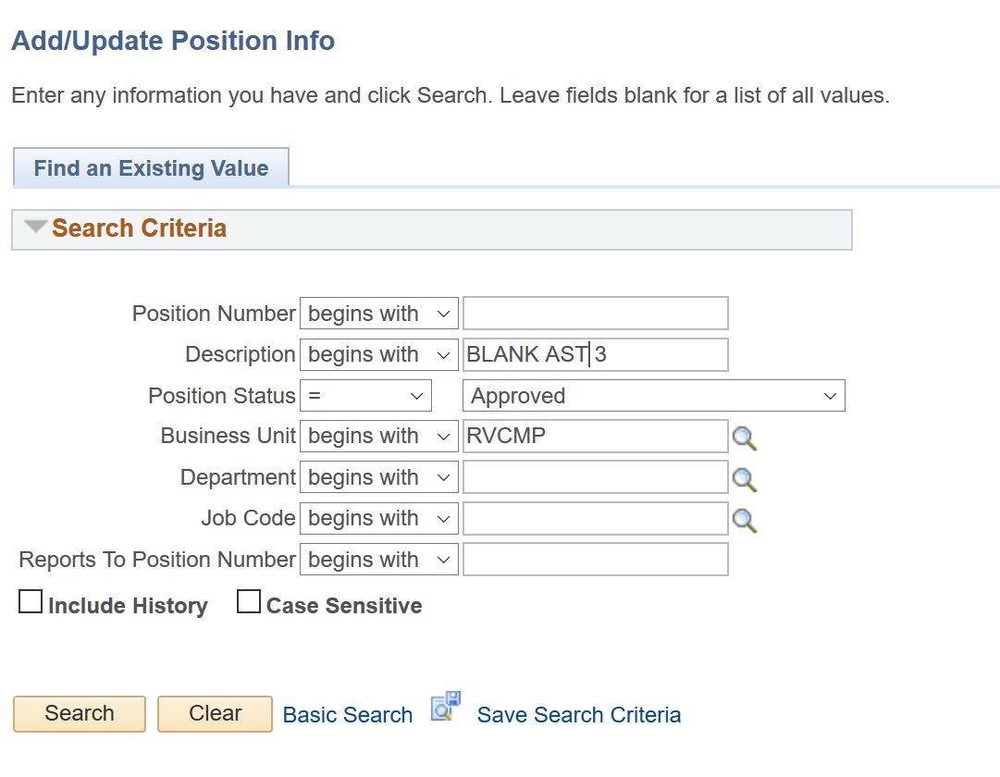 Add/Update Position Info
Enter any information you have and click Search. Leave fields blank for a list of all values.
Find an Existing Value
Search Criteria
Position Number begins with
Description begins with BLANK AST 3
Position Status = Approved
Business Unit begins with RVCMP
Department begins with
Job Code begins with
Reports To Position Number begins with
Include History Case Sensitive
Search Clear Basic Search Save Search Criteria